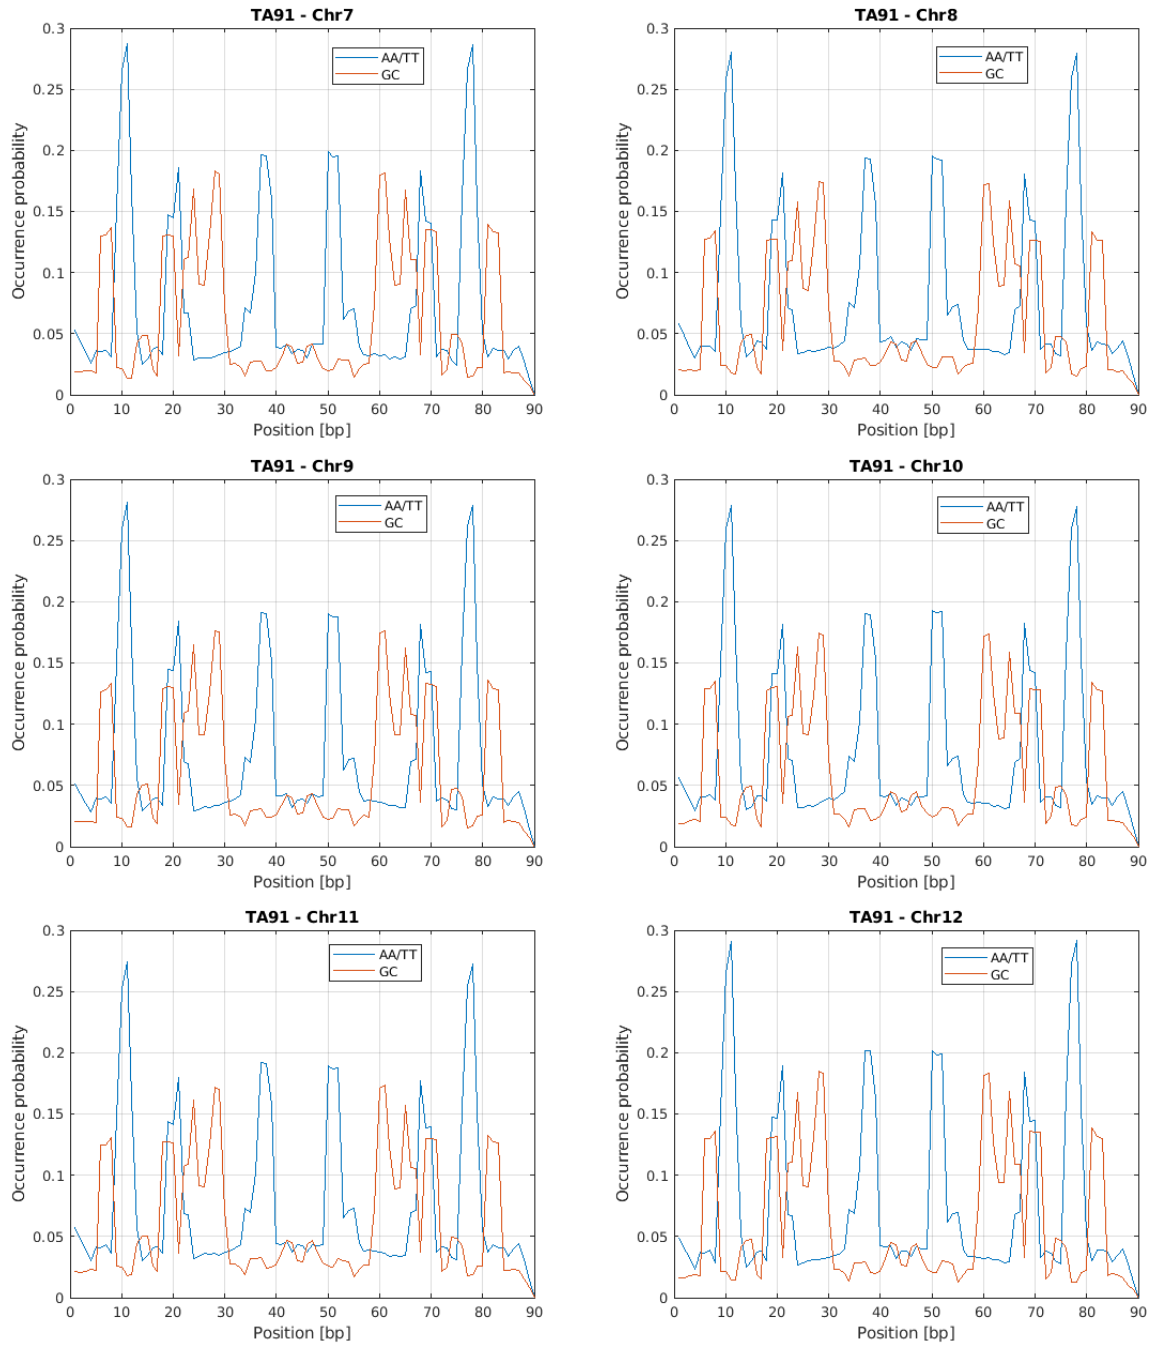 TA91 - Chr7
0.3
0.25
0.2
0.15
0.1
0.05
0
Occurrence probability
AA/TT
GC
0 10 20 30 40 50 60 70 80 90
Position [bp]
TA91 - Chr8
0.3
0.25
0.2
0.15
0.1
0.05
0
Occurrence probability
AA/TT
GC
0 10 20 30 40 50 60 70 80 90
Position [bp]
TA91 - Chr9
0.3
0.25
0.2
0.15
0.1
0.05
0
Occurrence probability
AA/TT
GC
0 10 20 30 40 50 60 70 80 90
Position [bp]
TA91 - Chr10
0.3
0.25
0.2
0.15
0.1
0.05
0
Occurrence probability
AA/TT
GC
0 10 20 30 40 50 60 70 80 90
Position [bp]
TA91 - Chr11
0.3
0.25
0.2
0.15
0.1
0.05
0
Occurrence probability
AA/TT
GC
0 10 20 30 40 50 60 70 80 90
Position [bp]
TA91 - Chr12
0.3
0.25
0.2
0.15
0.1
0.05
0
Occurrence probability
AA/TT
GC
0 10 20 30 40 50 60 70 80 90
Position [bp]